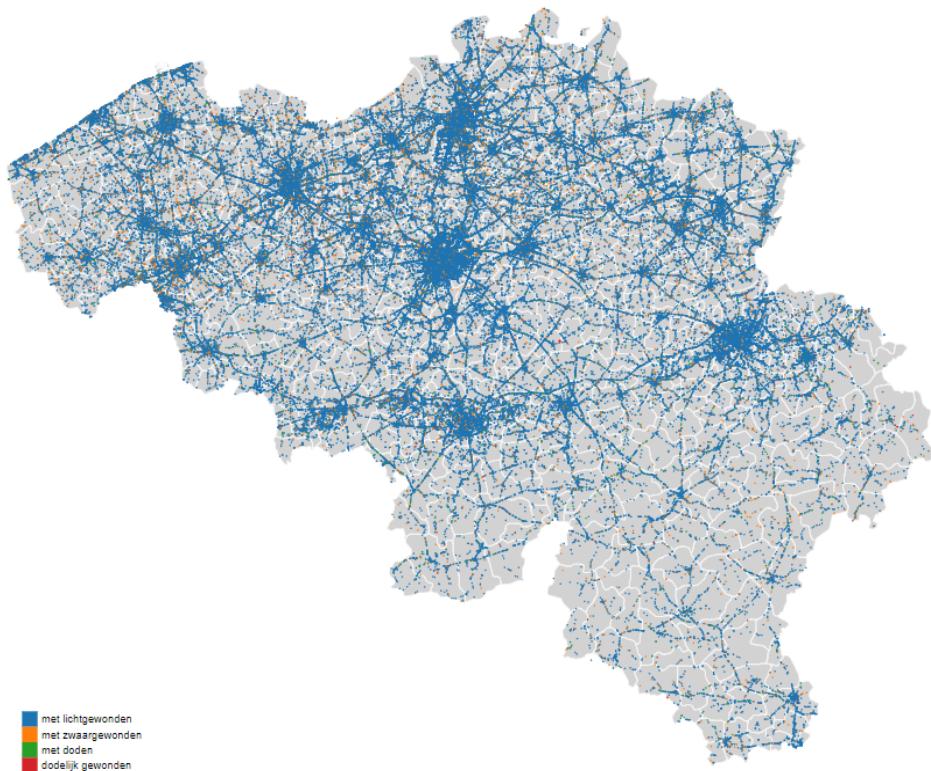 met lichtgewonden
met zwaargewonden
met doden
dodelijk gewonden